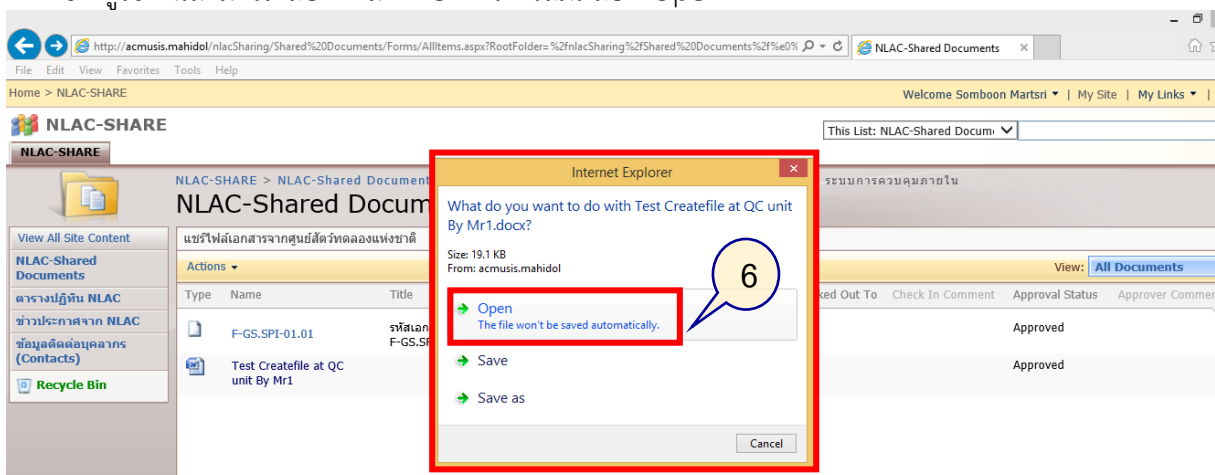 http://acmusis.mahidol/nlacSharing/Shared%20Documents/Forms/AllItems.aspx?RootFolder=%2fnlacSharing%2fShared%20Documents%2f%e0%
NLAC-Shared Documents
File Edit View Favorites Tools Help
Home > NLAC-SHARE
Welcome Somboon Martsri | My Site | My Links |
NLAC-SHARE
This List: NLAC-Shared Docum
NLAC-SHARE
NLAC-SHARE > NLAC-Shared Document
ระบบการควบคุมภายใน
NLAC-Shared Docum
Internet Explorer
What do you want to do with Test Createfile at QC unit
By Mr1.docx?
Size: 19.1 KB
From: acmusis.mahidol
6
Open
The file won't be saved automatically.
Save
Save as
Cancel
View All Site Content
NLAC-Shared
Documents
ตารางปฏิทิน NLAC
ข่าวประกาศจาก NLAC
ข้อมูลติดต่อบุคลากร
(Contacts)
Recycle Bin
แชร์ไฟล์เอกสารจากศูนย์สัตว์ทดลองแห่งชาติ
Actions
View: All Documents
Type Name Title
ked Out To Check In Comment Approval Status Approver Commen
F-GS.SPI-01.01
รหัสเอก
F-GS.SP
Approved
Test Createfile at QC
unit By Mr1
Approved